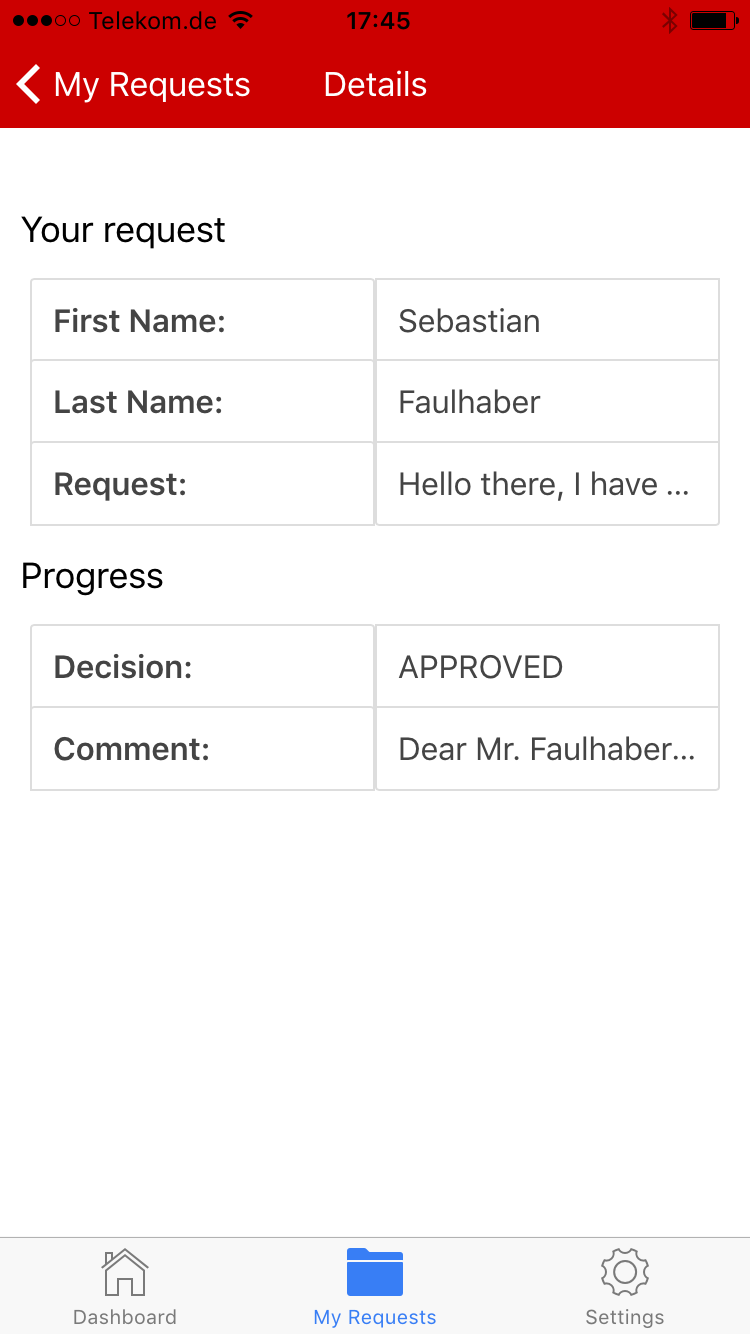 Telekom.de 17:45
My Requests Details
Your request
First Name: Sebastian
Last Name: Faulhaber
Request: Hello there, I have ...
Progress
Decision: APPROVED
Comment: Dear Mr. Faulhaber...
Dashboard My Requests Settings